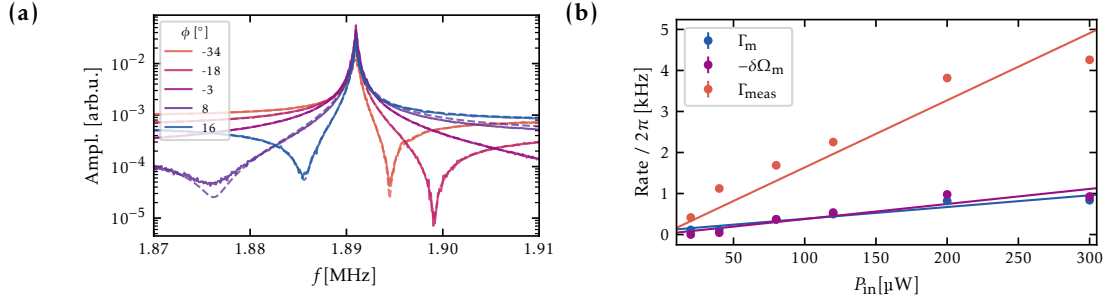 (a)
Ampl. [arb.u.]
10⁻²
10⁻³
10⁻⁴
10⁻⁵
ϕ [°]
-34
-18
-3
8
16
1.87
1.88
1.89
1.90
1.91
f [MHz]
(b)
Rate / 2π [kHz]
5
4
3
2
1
0
Γm
−δΩm
Γmeas
50
100
150
200
250
300
Pin [µW]